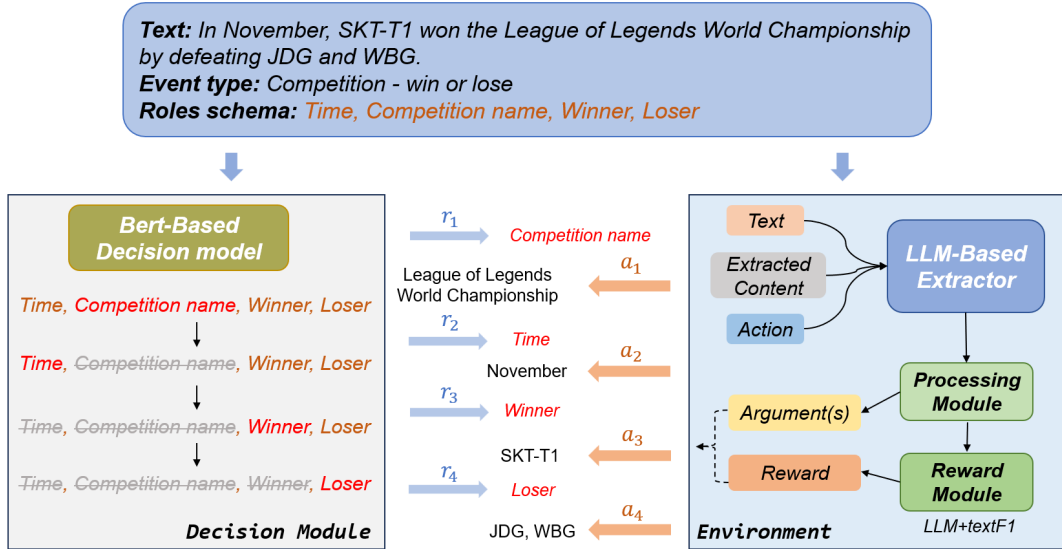 Text: In November, SKT-T1 won the League of Legends World Championship
by defeating JDG and WBG.
Event type: Competition - win or lose
Roles schema: Time, Competition name, Winner, Loser
Bert-Based
Decision model
Time, Competition name, Winner, Loser
Time, Competition name, Winner, Loser
Time, Competition name, Winner, Loser
Time, Competition name, Winner, Loser
Decision Module
r1
Competition name
a1
League of Legends
World Championship
r2
Time
a2
November
r3
Winner
a3
SKT-T1
r4
Loser
a4
JDG, WBG
Text
Extracted
Content
Action
LLM-Based
Extractor
Processing
Module
Argument(s)
Reward
Reward
Module
LLM+textF1
Environment